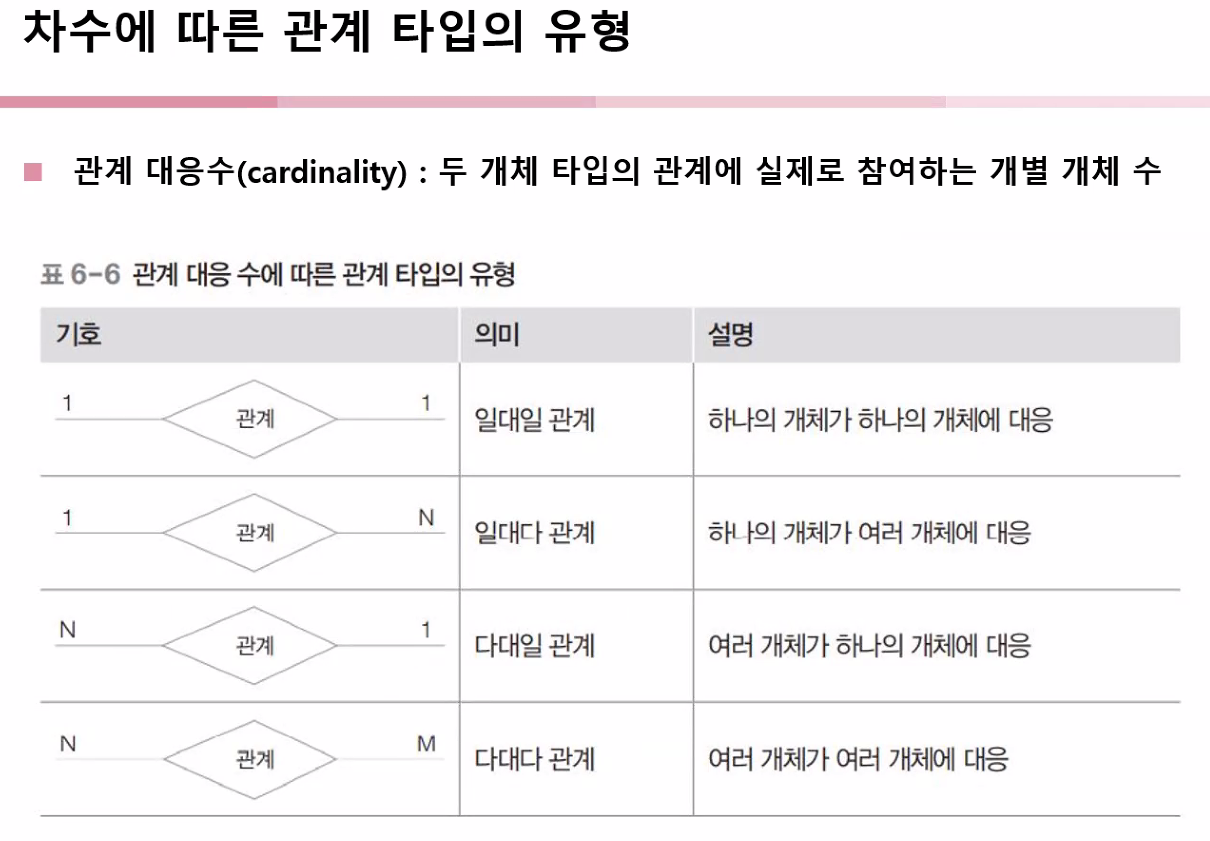 차수에 따른 관계 타입의 유형
관계 대응수(cardinality) : 두 개체 타입의 관계에 실제로 참여하는 개별 개체 수
표 6-6 관계 대응 수에 따른 관계 타입의 유형
기호 의미 설명
1 관계 1 일대일 관계 하나의 개체가 하나의 개체에 대응
1 관계 N 일대다 관계 하나의 개체가 여러 개체에 대응
N 관계 1 다대일 관계 여러 개체가 하나의 개체에 대응
N 관계 M 다대다 관계 여러 개체가 여러 개체에 대응